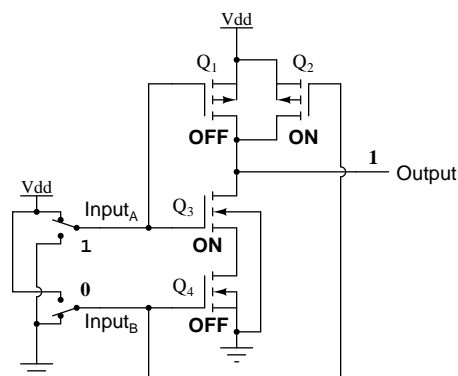 Vdd
Q1 Q2
OFF ON
1
Output
Vdd
InputA
Q3
1
ON
0
Q4
InputB
OFF